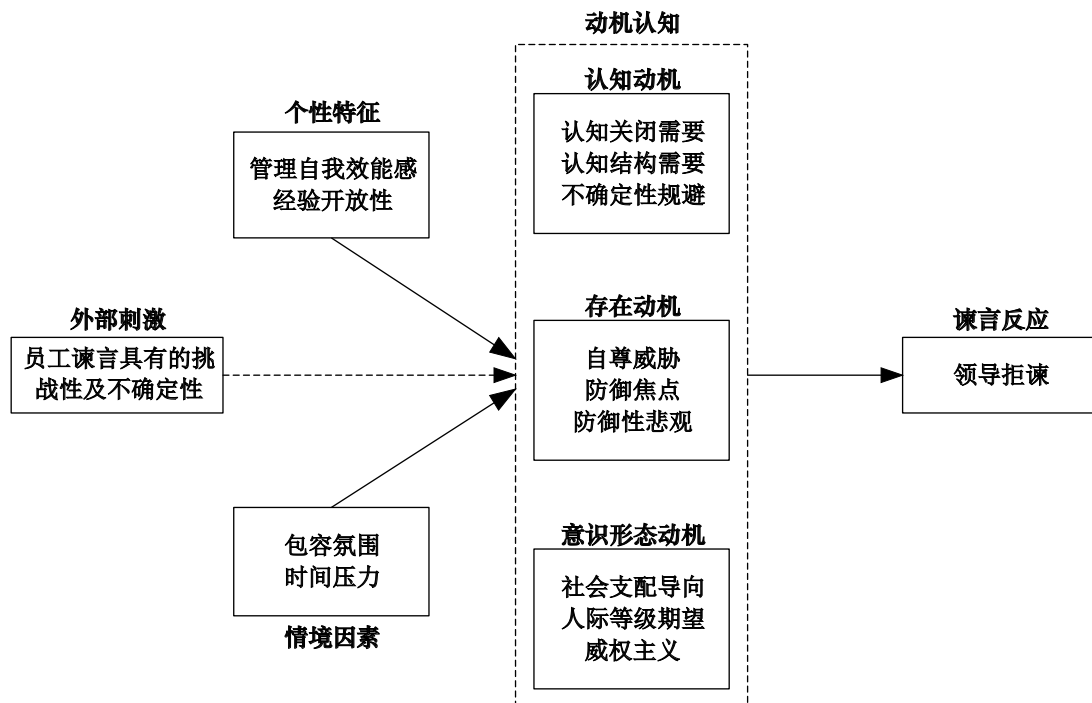 动机认知
认知动机
认知关闭需要
认知结构需要
不确定性规避
个性特征
管理自我效能感
经验开放性
外部刺激
员工谏言具有的挑
战性及不确定性
存在动机
自尊威胁
防御焦点
防御性悲观
谏言反应
领导拒谏
包容氛围
时间压力
情境因素
意识形态动机
社会支配导向
人际等级期望
威权主义